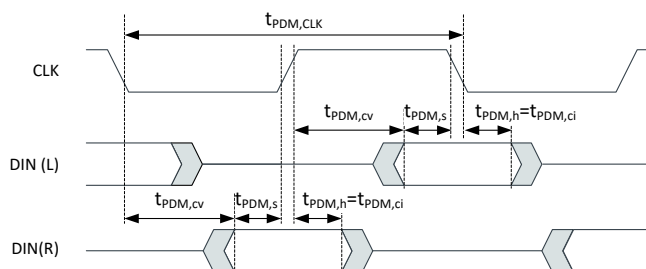 tPDM,CLK
CLK
tPDM,cv tPDM,s tPDM,h=tPDM,ci
DIN (L)
tPDM,cv tPDM,s tPDM,h=tPDM,ci
DIN(R)